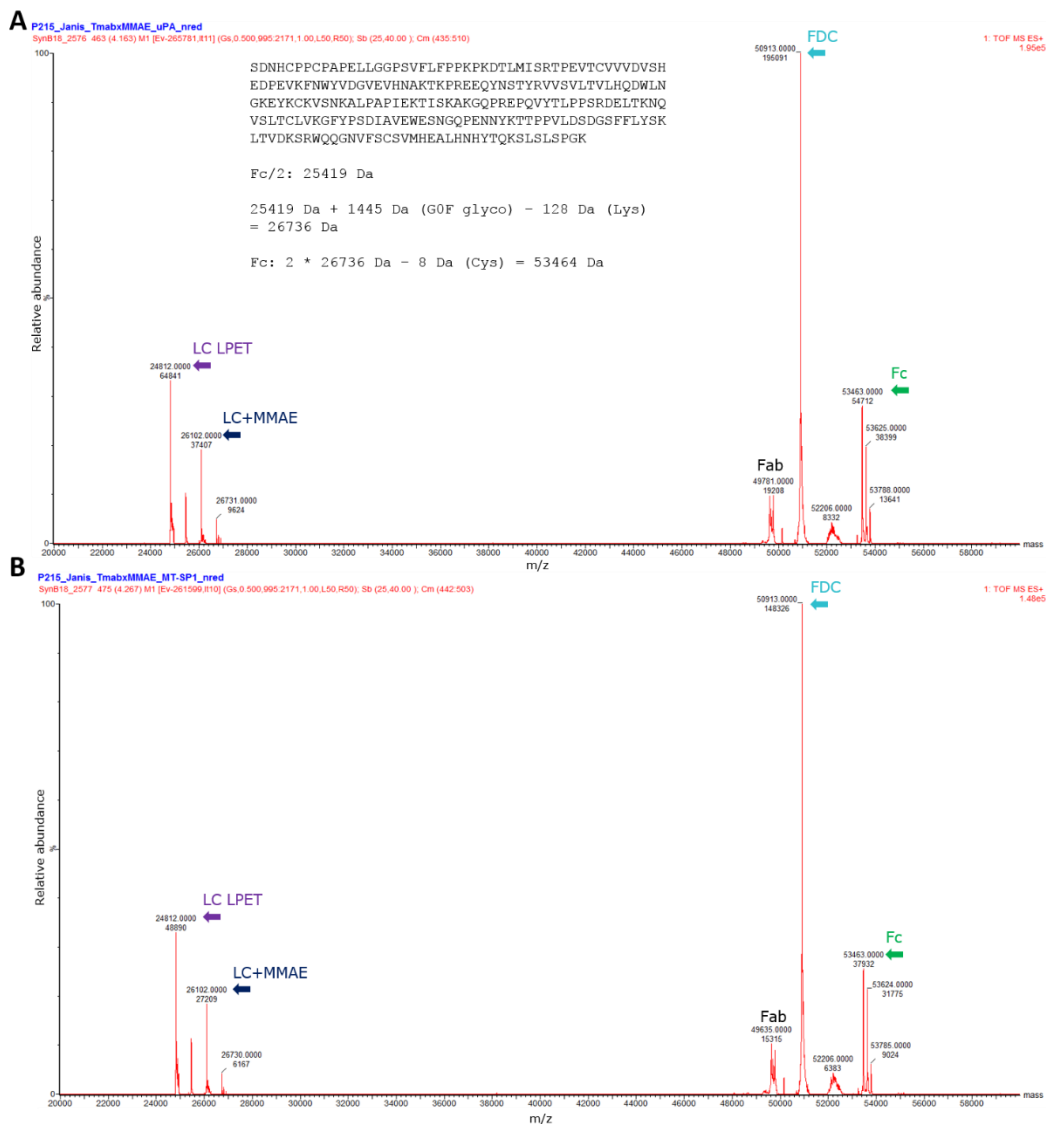 A
P215_Janis_TmabxMMAE_uPA_nred
SynB18_2576 463 (4.163) M1 [Ev-265781,It11] (Gs,0.500,995:2171,1.00,L50,R50); Sb (25,40.00 ); Cm (435:510)
1: TOF MS ES+
1.95e5
100
%
0
Relative abundance
SDNHCPPCPAPELLGGPSVFLFPPKPKDTLMISRTPEVTCVVVDVSH
EDPEVKFNWYVDGVEVHNAKTKPREEQYNSTYRVVSVLTVLHQDWLN
GKEYKCKVSNKALPAPIEKTISKAKGQPREPQVYTLPPSRDELTKNQ
VSLTCLVKGFYPSDIAVEWESNGQPENNYKTTPPVLDSDGSFFLYSK
LTVDKSRWQQGNVFSCSVMHEALHNHYTQKSLSLSPGK
Fc/2: 25419 Da
25419 Da + 1445 Da (G0F glyco) – 128 Da (Lys)
= 26736 Da
Fc: 2 * 26736 Da – 8 Da (Cys) = 53464 Da
LC LPET
24812.0000
64841
LC+MMAE
26102.0000
37407
26731.0000
9624
Fab
49781.0000
19208
FDC
50913.0000
195091
52206.0000
8332
Fc
53463.0000
54712
53625.0000
38399
53788.0000
13641
20000 22000 24000 26000 28000 30000 32000 34000 36000 38000 40000 42000 44000 46000 48000 50000 52000 54000 56000 58000
mass
m/z
B
P215_Janis_TmabxMMAE_MT-SP1_nred
SynB18_2577 475 (4.267) M1 [Ev-261599,It10] (Gs,0.500,995:2171,1.00,L50,R50); Sb (25,40.00 ); Cm (442:503)
1: TOF MS ES+
1.48e5
100
%
0
Relative abundance
LC LPET
24812.0000
48890
LC+MMAE
26102.0000
27209
26730.0000
6167
Fab
49635.0000
15315
FDC
50913.0000
148326
52206.0000
6383
Fc
53463.0000
37932
53624.0000
31775
53785.0000
9024
20000 22000 24000 26000 28000 30000 32000 34000 36000 38000 40000 42000 44000 46000 48000 50000 52000 54000 56000 58000
mass
m/z